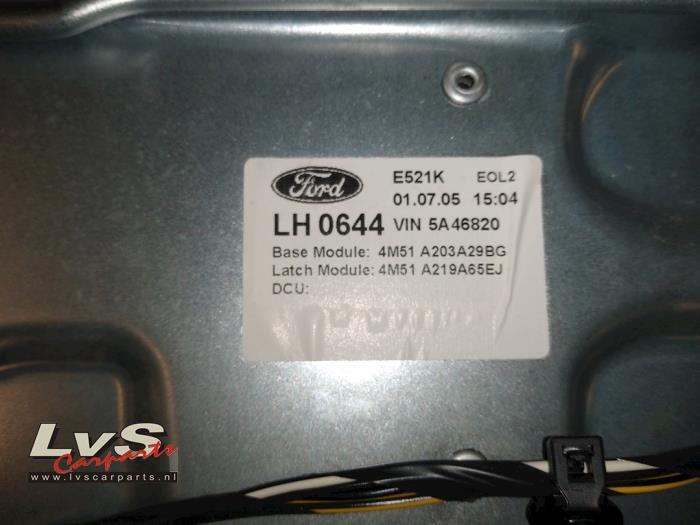 Ford
E521K EOL2
01.07.05 15:04
LH 0644 VIN 5A46820
Base Module: 4M51 A203A29BG
Latch Module: 4M51 A219A65EJ
DCU:
LvS
Carparts
www.lvscarparts.nl